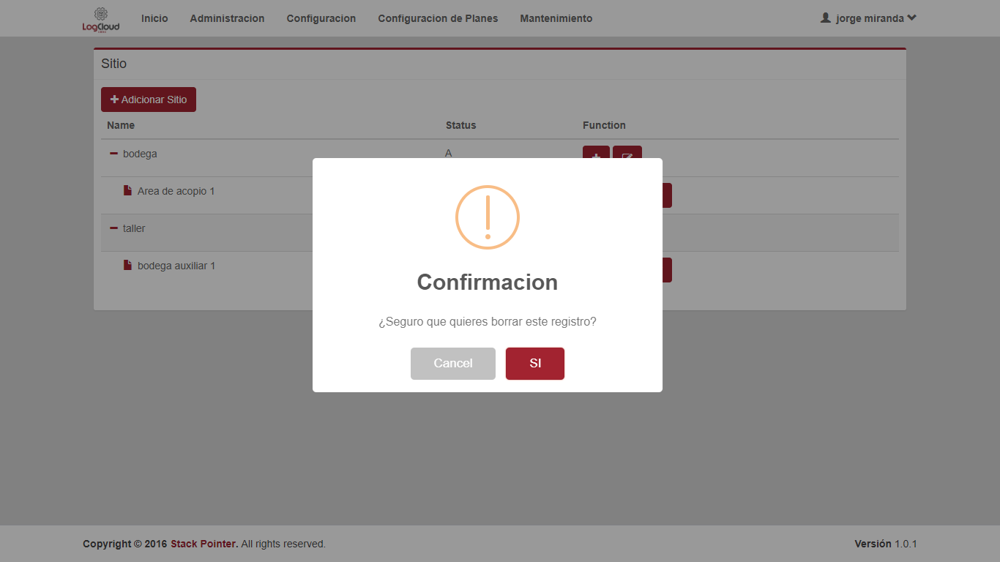 LogCloud
Inicio Administracion Configuracion Configuracion de Planes Mantenimiento jorge miranda
Sitio
Adicionar Sitio
Name Status Function
bodega A
Area de acopio 1
taller
bodega auxiliar 1
Confirmacion
¿Seguro que quieres borrar este registro?
Cancel SI
Copyright © 2016 Stack Pointer. All rights reserved. Versión 1.0.1